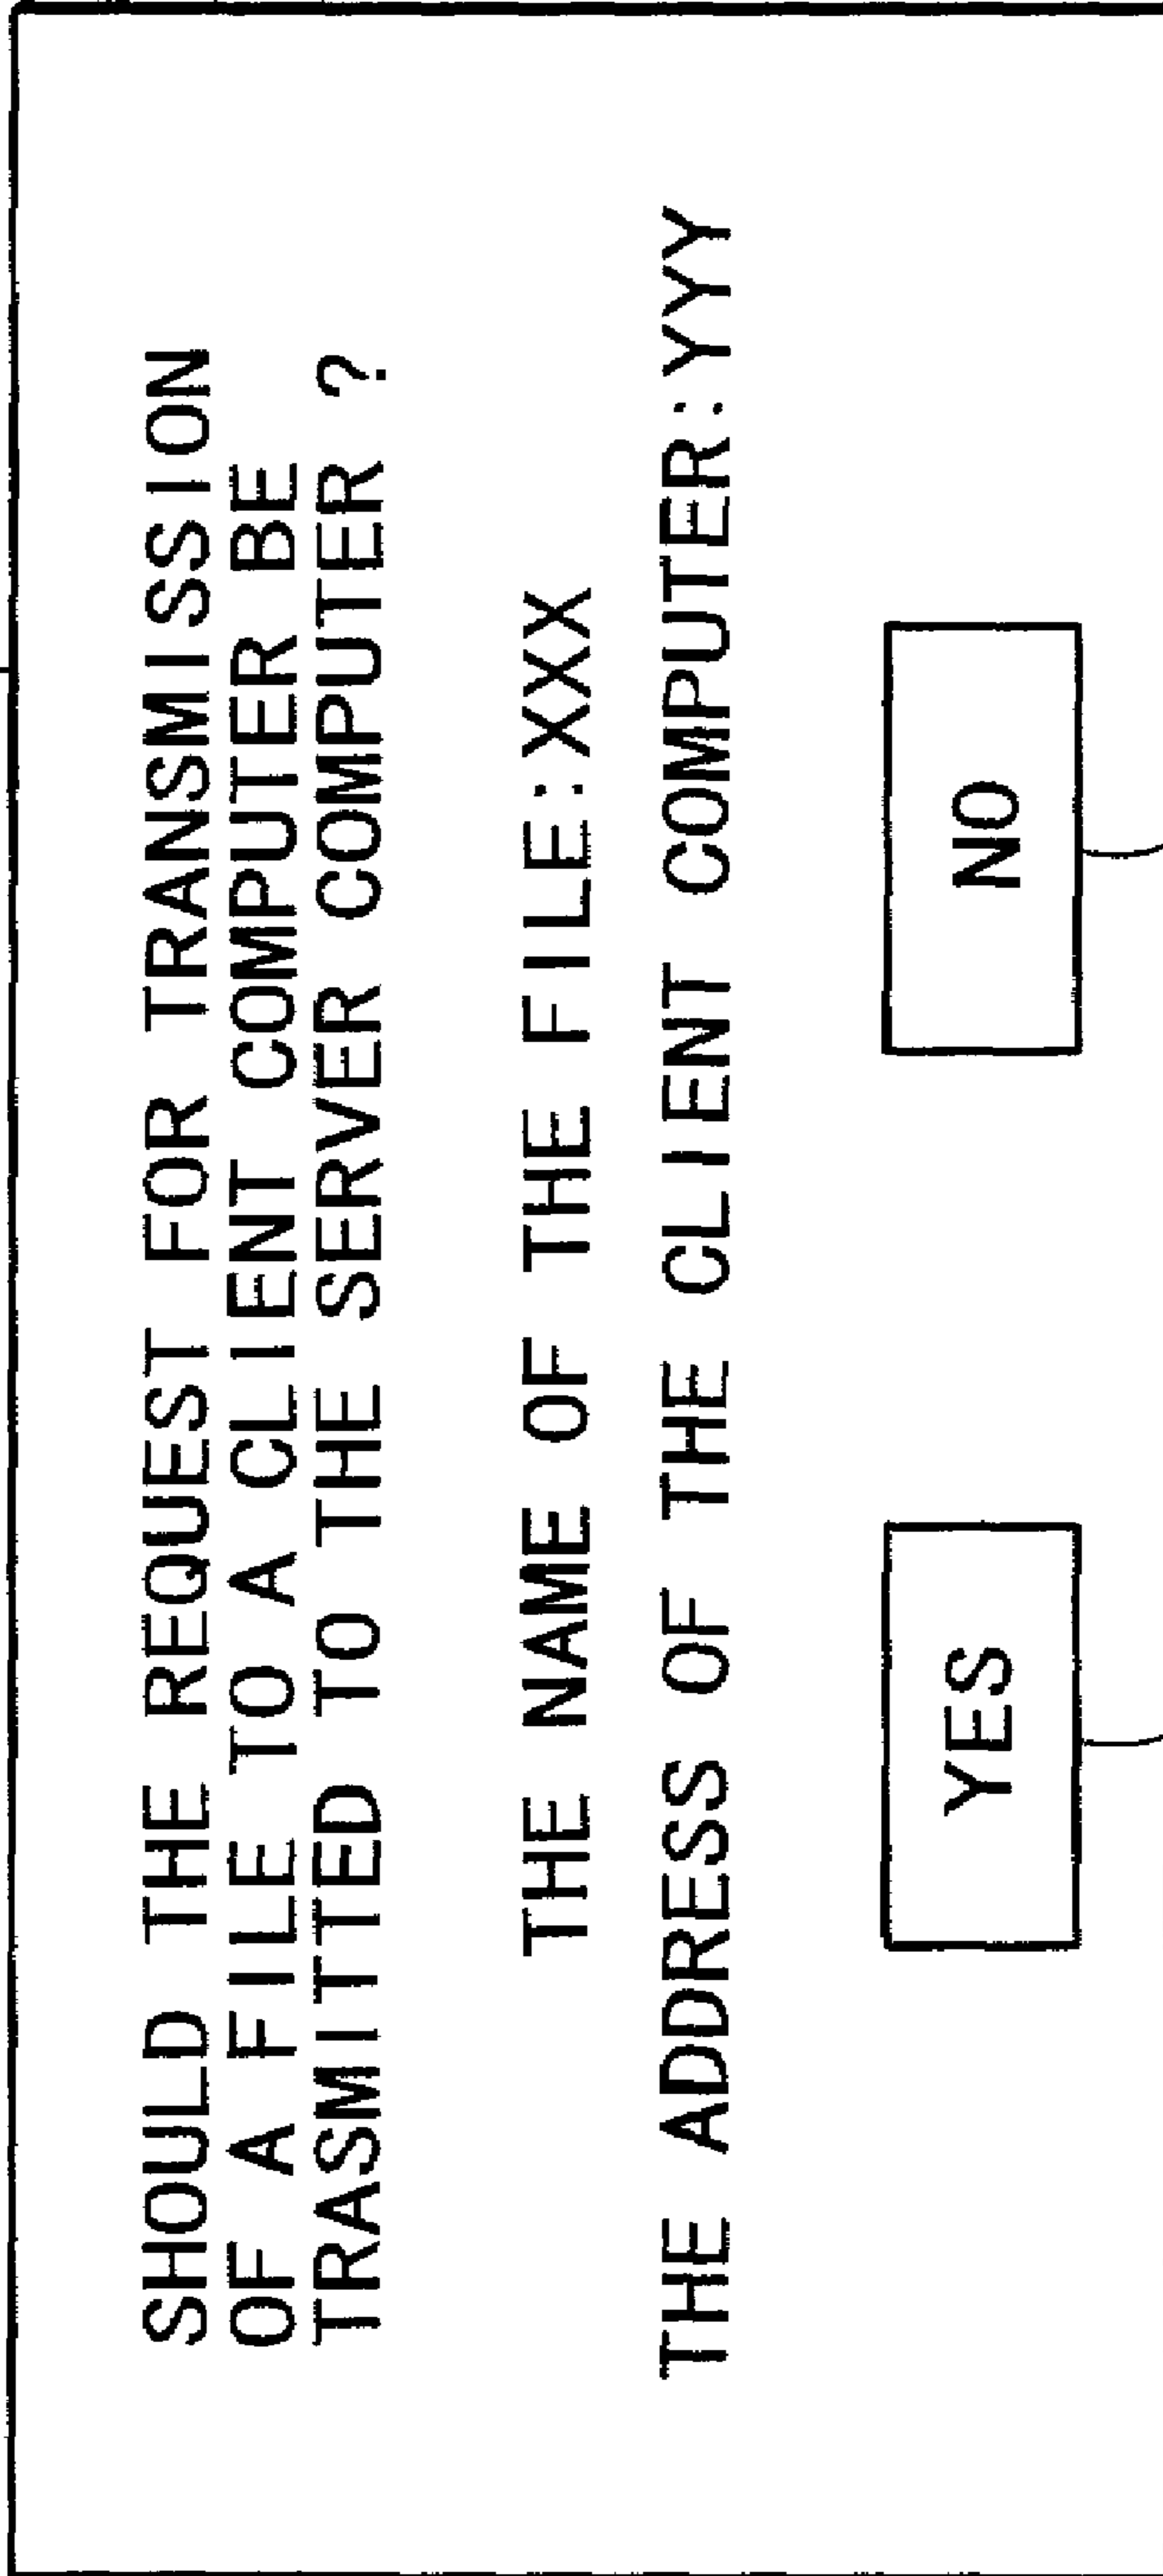 SHOULD THE REQUEST FOR TRANSMISSION
OF A FILE TO A CLIENT COMPUTER BE
TRASMITTED TO THE SERVER COMPUTER ?
THE NAME OF THE FILE:XXX
THE ADDRESS OF THE CLIENT COMPUTER:YYY
YES
NO